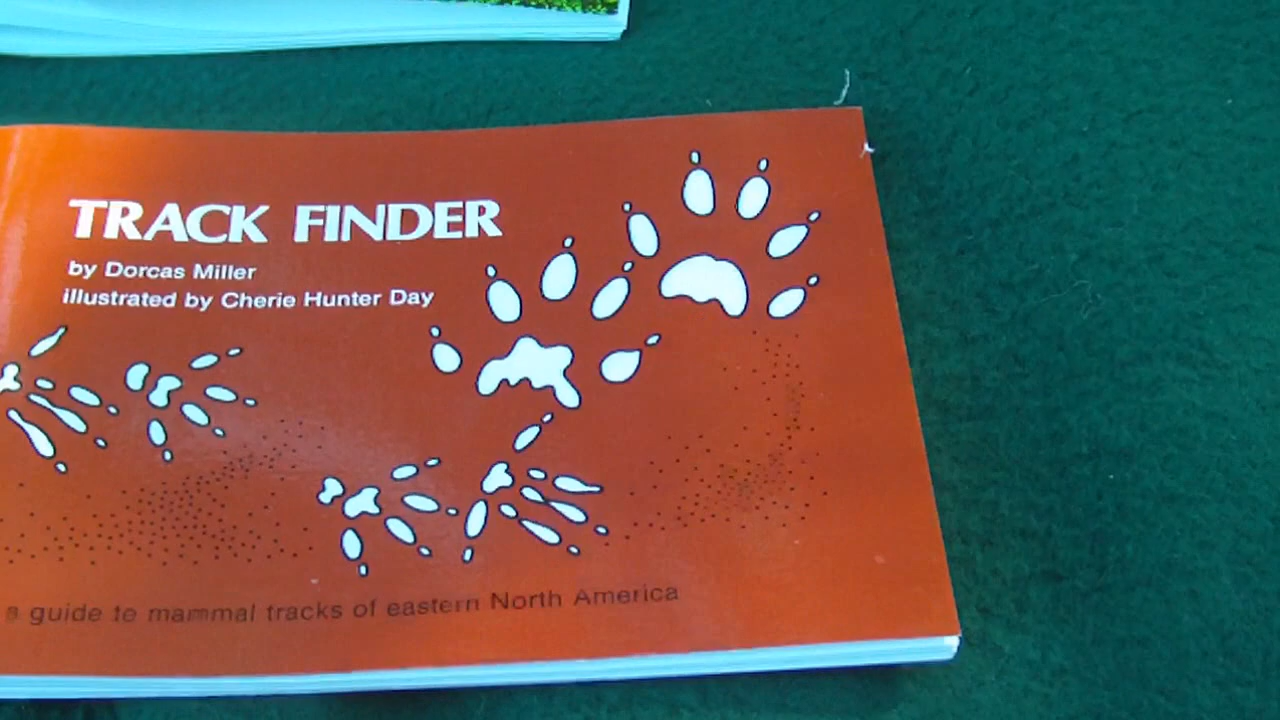 TRACK FINDER
by Dorcas Miller
illustrated by Cherie Hunter Day
a guide to mammal tracks of eastern North America